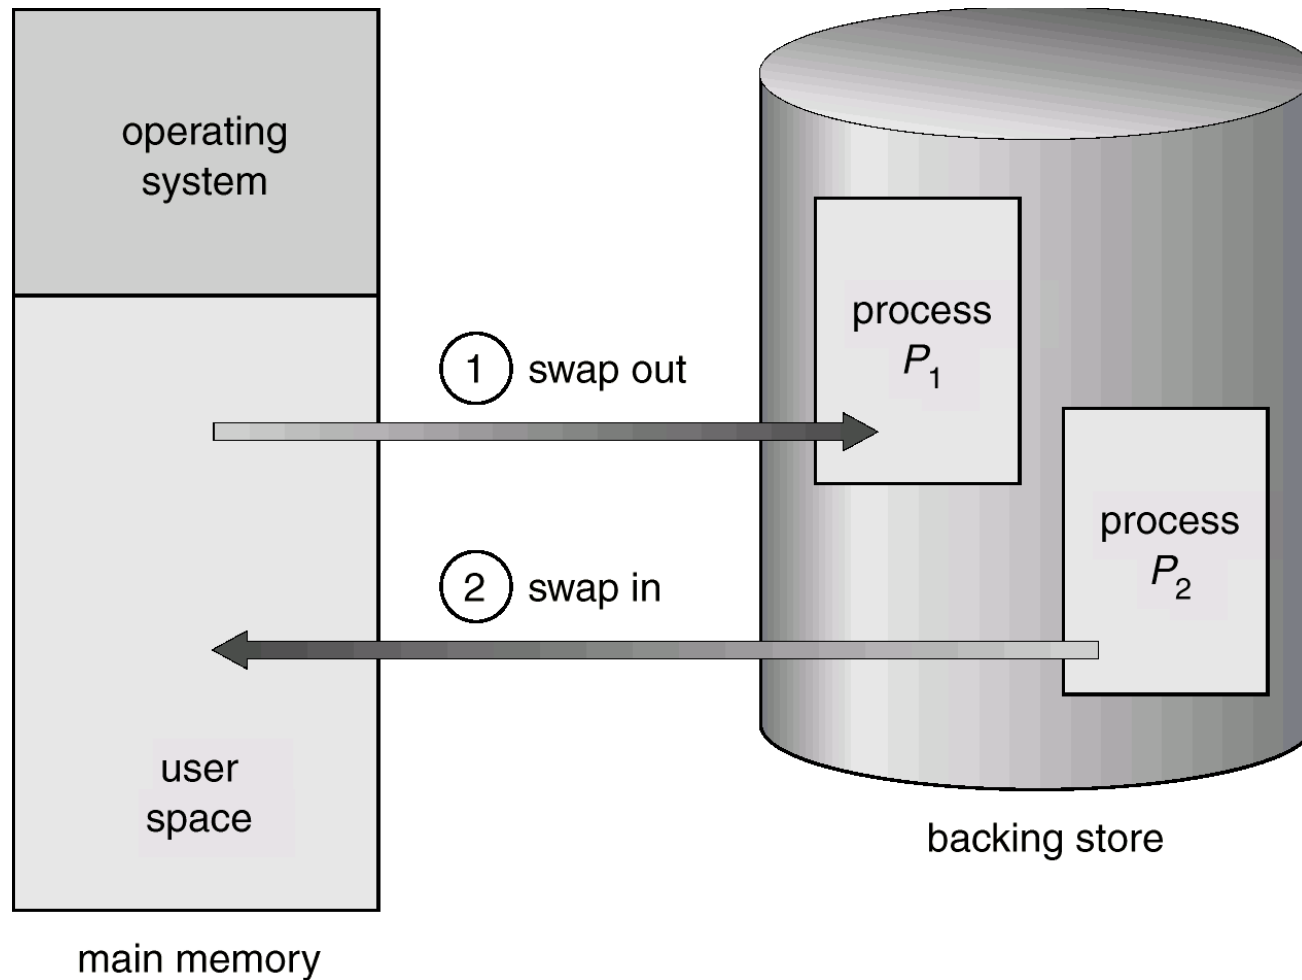 operating
system
process
P₁
1 swap out
process
P₂
2 swap in
user
space
backing store
main memory